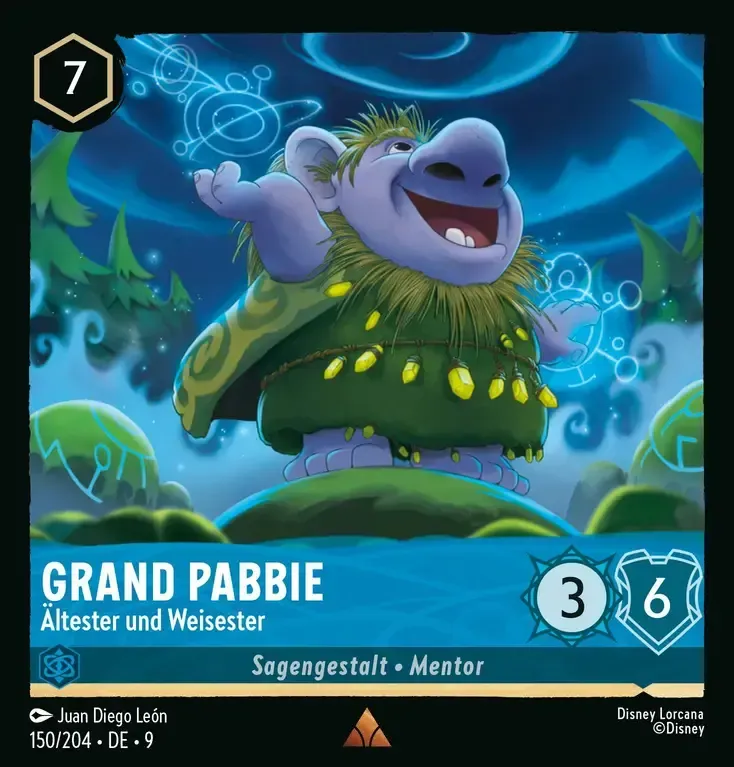 7
GRAND PABBIE
Ältester und Weisester
3
6
Sagengestalt • Mentor
Juan Diego León
Disney Lorcana
150/204 • DE • 9
©Disney